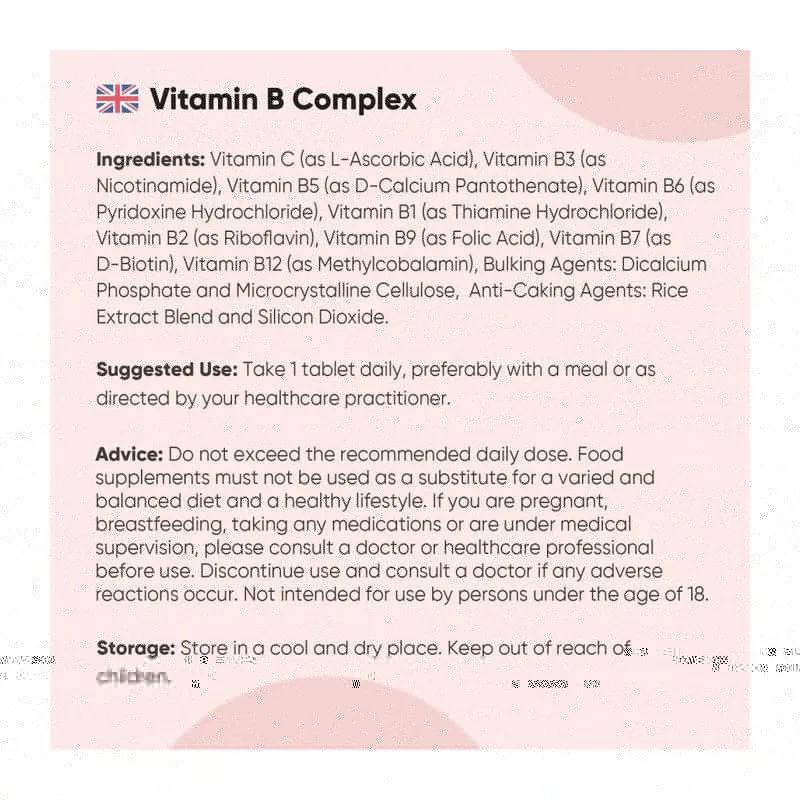 Vitamin B Complex
Ingredients: Vitamin C (as L-Ascorbic Acid), Vitamin B3 (as
Nicotinamide), Vitamin B5 (as D-Calcium Pantothenate), Vitamin B6 (as
Pyridoxine Hydrochloride), Vitamin B1 (as Thiamine Hydrochloride),
Vitamin B2 (as Riboflavin), Vitamin B9 (as Folic Acid), Vitamin B7 (as
D-Biotin), Vitamin B12 (as Methylcobalamin), Bulking Agents: Dicalcium
Phosphate and Microcrystalline Cellulose, Anti-Caking Agents: Rice
Extract Blend and Silicon Dioxide.
Suggested Use: Take 1 tablet daily, preferably with a meal or as
directed by your healthcare practitioner.
Advice: Do not exceed the recommended daily dose. Food
supplements must not be used as a substitute for a varied and
balanced diet and a healthy lifestyle. If you are pregnant,
breastfeeding, taking any medications or are under medical
supervision, please consult a doctor or healthcare professional
before use. Discontinue use and consult a doctor if any adverse
reactions occur. Not intended for use by persons under the age of 18.
Storage: Store in a cool and dry place. Keep out of reach of
children.